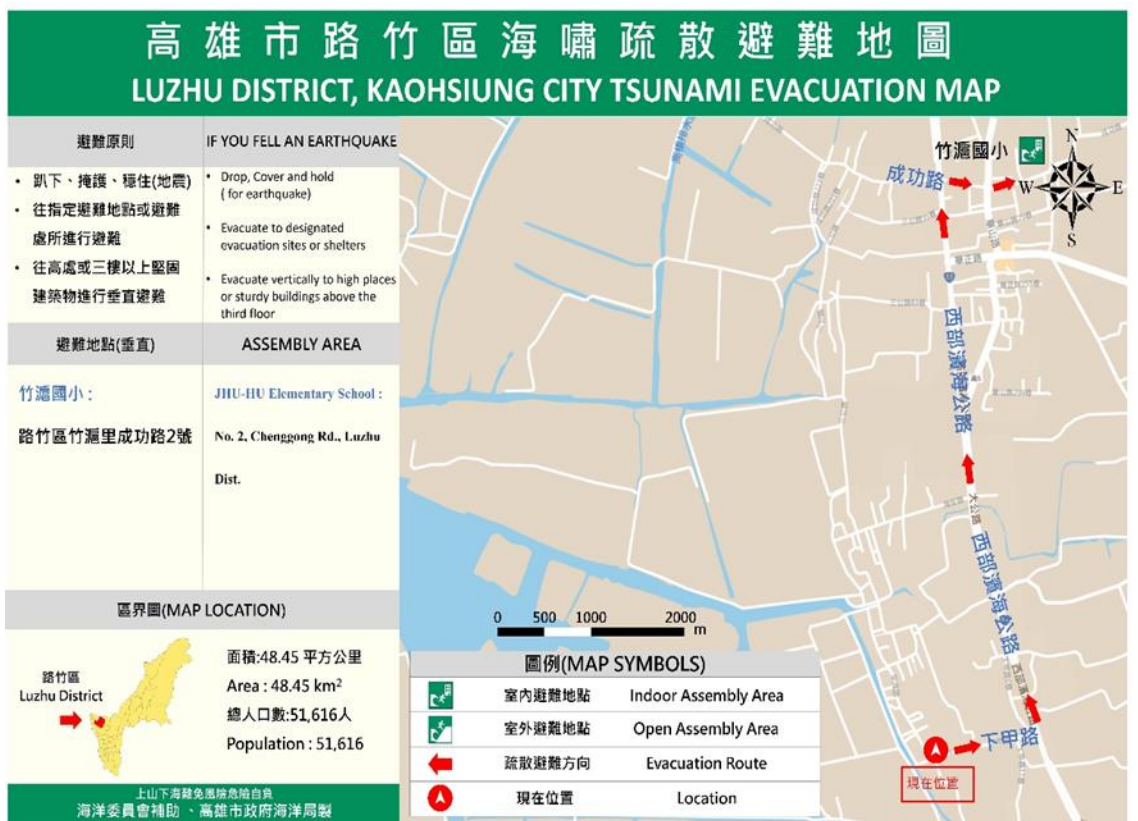 高雄市路竹區海嘯疏散避難地圖
LUZHU DISTRICT, KAOHSIUNG CITY TSUNAMI EVACUATION MAP
避難原則
• 趴下、掩護、穩住(地震)
• 往指定避難地點或避難
處所進行避難
• 往高處或三樓以上堅固
建築物進行垂直避難
IF YOU FELL AN EARTHQUAKE
• Drop, Cover and hold
( for earthquake)
• Evacuate to designated
evacuation sites or shelters
• Evacuate vertically to high places
or sturdy buildings above the
third floor
避難地點(垂直)
竹滬國小 :
路竹區竹滬里成功路2號
ASSEMBLY AREA
JHU-HU Elementary School :
No. 2, Chenggong Rd., Luzhu
Dist.
區界圖(MAP LOCATION)
路竹區
Luzhu District
面積:48.45 平方公里
Area : 48.45 km²
總人口數:51,616人
Population : 51,616
上山下海難免風險危險自負
海洋委員會補助 、高雄市政府海洋局製
竹滬國小
N
W
E
S
成功路
華山路
華正路
西部濱海公路
大公路
西部濱海公路
下甲路
現在位置
0 500 1000 2000
m
圖例(MAP SYMBOLS)
室內避難地點 Indoor Assembly Area
室外避難地點 Open Assembly Area
疏散避難方向 Evacuation Route
現在位置 Location